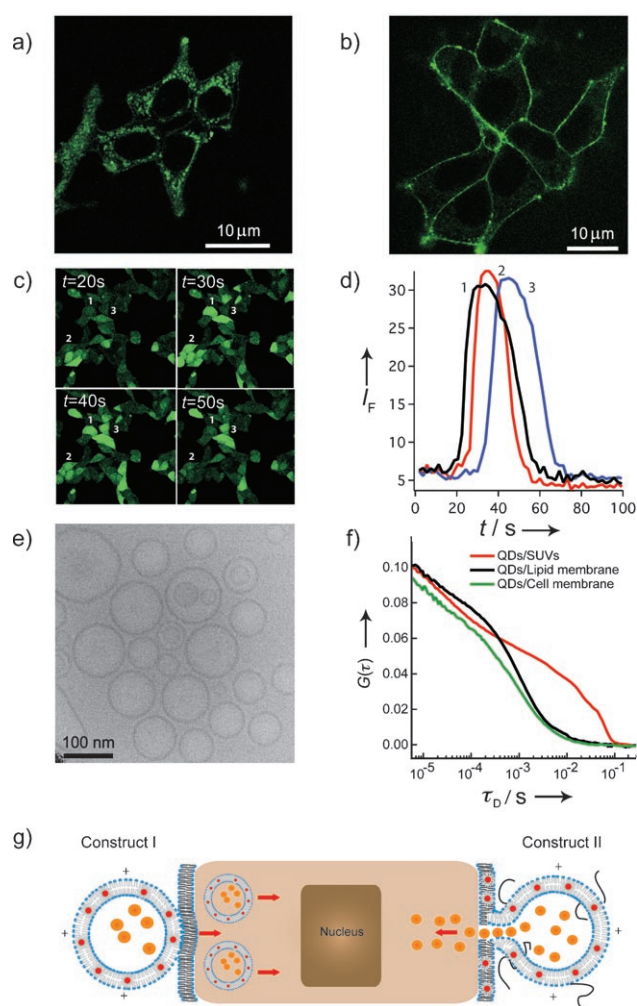 a)
b)
10 μm
10 μm
c)
t=20s
t=30s
1
3
2
1
3
2
t=40s
t=50s
1
3
2
1
3
2
d)
30
25
20
15
10
5
I_F
1
2
3
0 20 40 60 80 100
t / s
e)
100 nm
f)
QDs/SUVs
QDs/Lipid membrane
QDs/Cell membrane
0.10
0.08
0.06
0.04
0.02
0.00
G(τ)
10⁻⁵ 10⁻⁴ 10⁻³ 10⁻² 10⁻¹
τ_D / s
g)
Construct I
Construct II
+
+
+
+
+
+
Nucleus